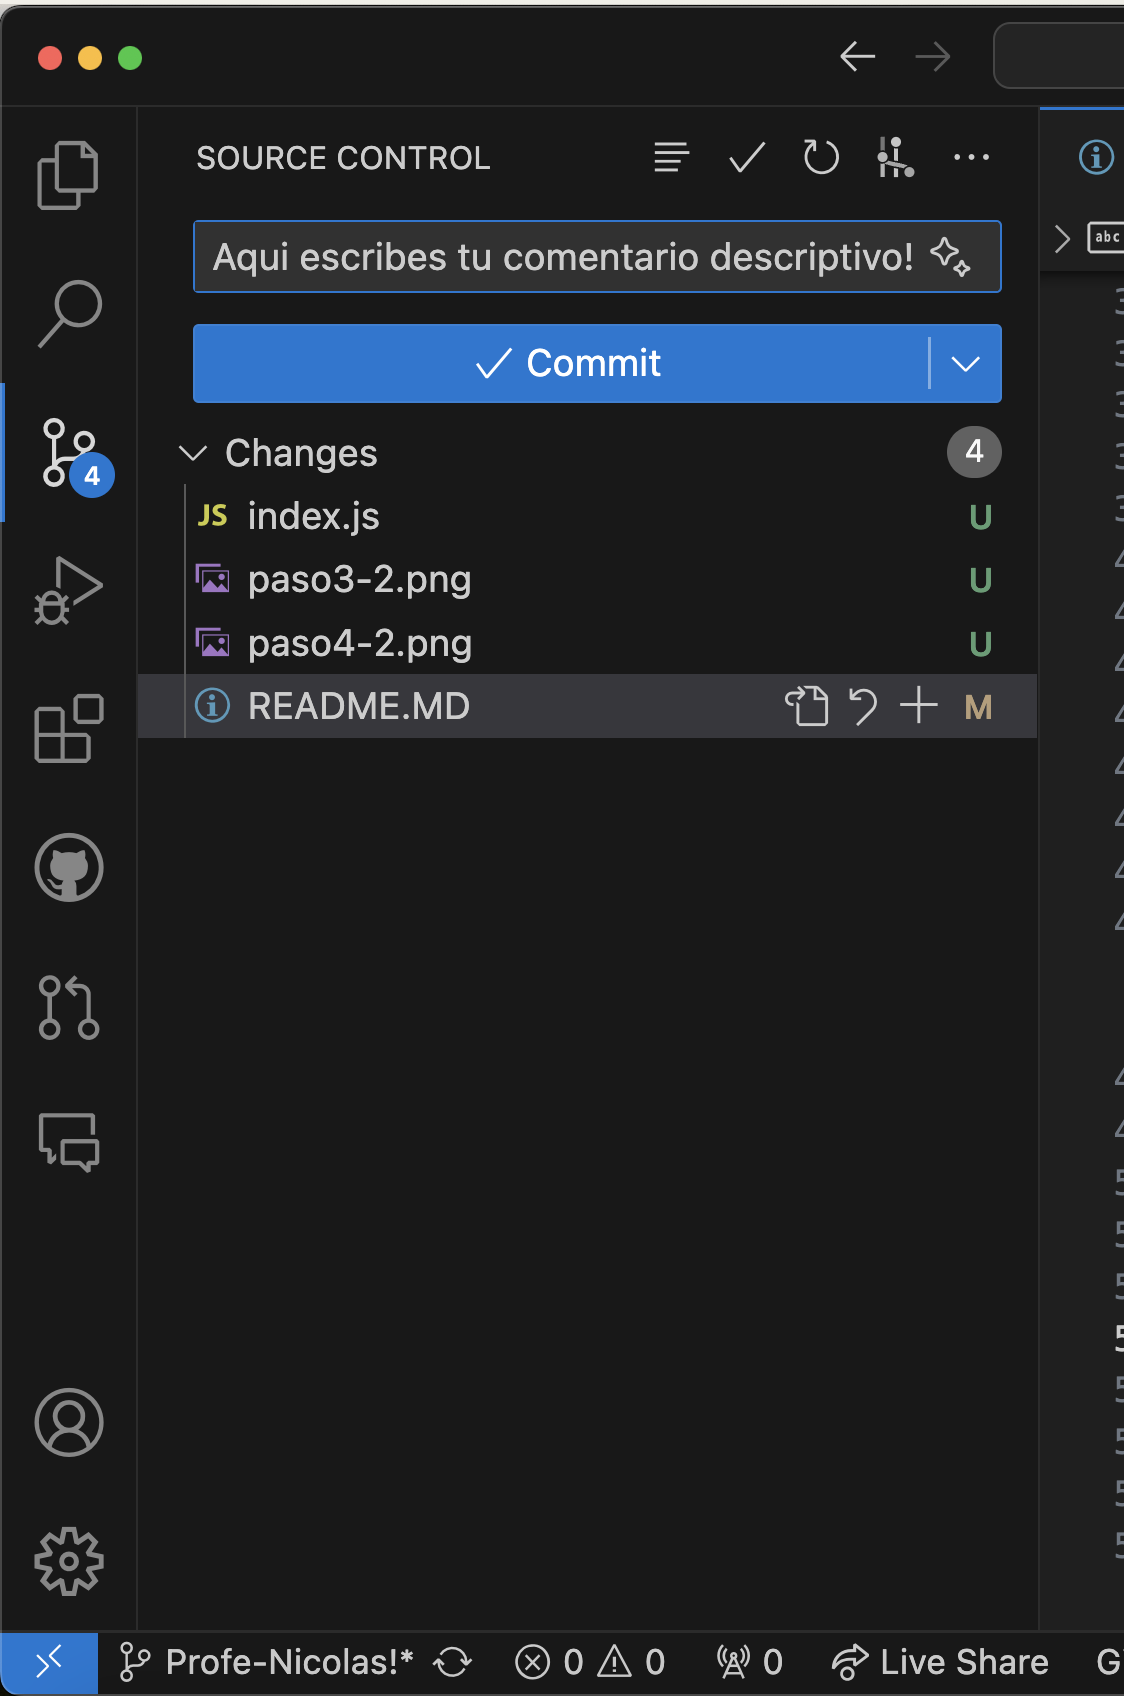 SOURCE CONTROL
Aqui escribes tu comentario descriptivo!
abc
Commit
Changes
4
4
JS index.js
U
paso3-2.png
U
paso4-2.png
U
README.MD
M
Profe-Nicolas!*
0
0
0
Live Share